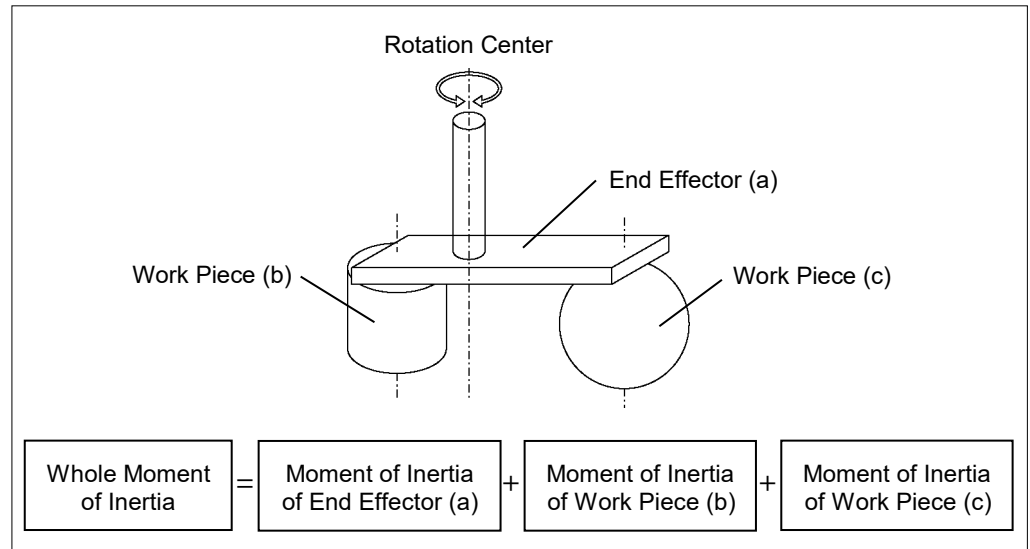 Rotation Center
End Effector (a)
Work Piece (b)
Work Piece (c)
Whole Moment
of Inertia
=
Moment of Inertia
of End Effector (a)
+
Moment of Inertia
of Work Piece (b)
+
Moment of Inertia
of Work Piece (c)